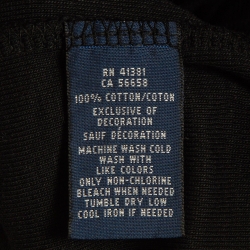 RN 41381
CA 56658
100% COTTON/COTON
EXCLUSIVE OF
DECORATION
SAUF DÉCORATION
MACHINE WASH COLD
WASH WITH
LIKE COLORS
ONLY NON-CHLORINE
BLEACH WHEN NEEDED
TUMBLE DRY LOW
COOL IRON IF NEEDED